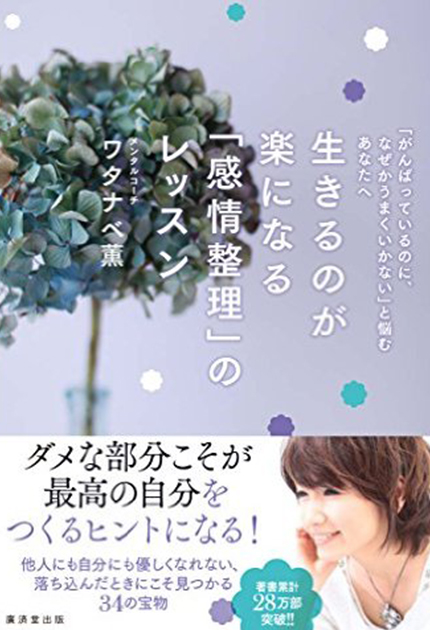 「がんばっているのに、
なぜかうまくいかない」と悩む
あなたへ
生きるのが
楽になる
「感情整理」の
レッスン
メンタルコーチ
ワタナベ薫
ダメな部分こそが
最高の自分を
つくるヒントになる!
他人にも自分にも優しくなれない、
落ち込んだときにこそ見つかる
34の宝物
著書累計
28万部
突破!!
廣済堂出版